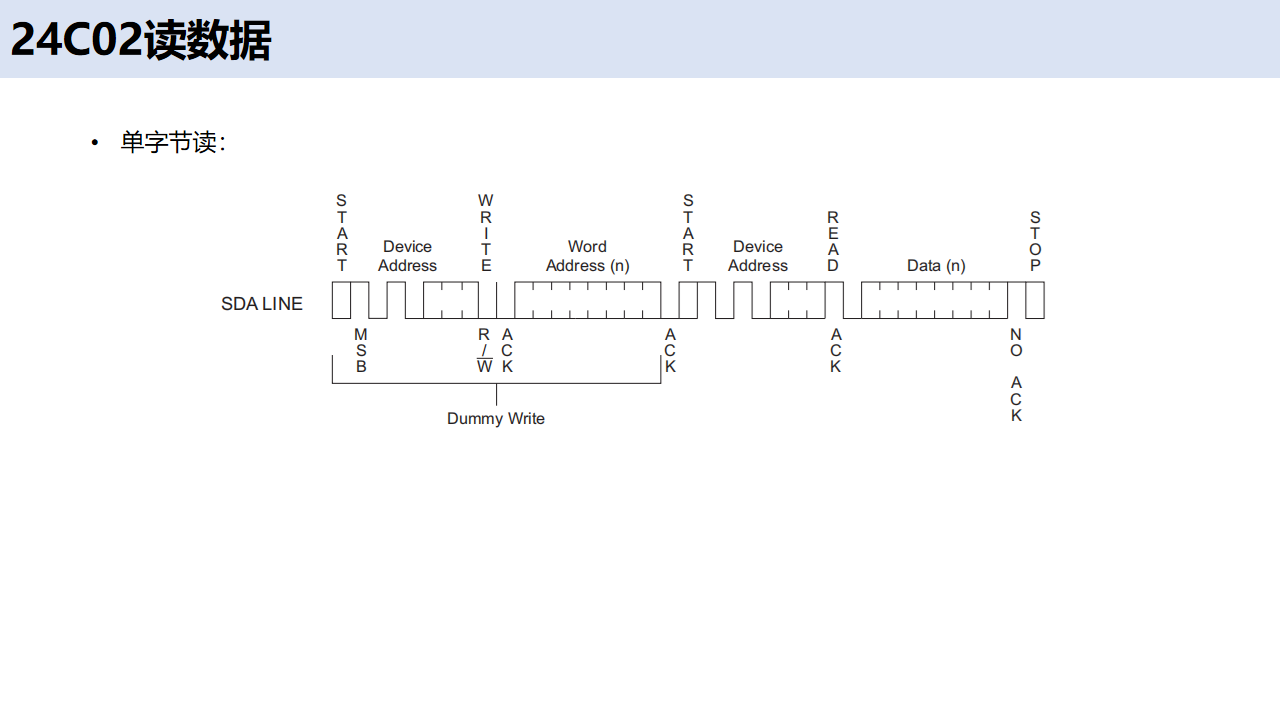 24C02读数据
• 单字节读：
START
WRITE
START
READ
STOP
Device
Address
Word
Address (n)
Device
Address
Data (n)
SDA LINE
MSB
R/W
ACK
ACK
ACK
NO ACK
Dummy Write